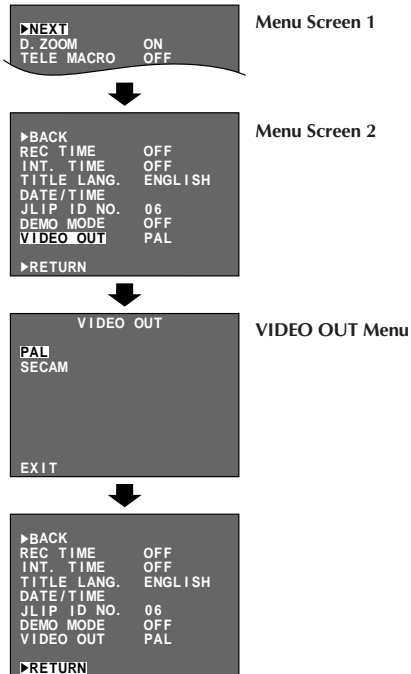 Menu Screen 1
▶NEXT
D. ZOOM ON
TELE MACRO OFF
Menu Screen 2
▶BACK
REC TIME OFF
INT. TIME OFF
TITLE LANG. ENGLISH
DATE/TIME
JLIP ID NO. 06
DEMO MODE OFF
VIDEO OUT PAL
▶RETURN
VIDEO OUT Menu
VIDEO OUT
PAL
SECAM
EXIT
▶BACK
REC TIME OFF
INT. TIME OFF
TITLE LANG. ENGLISH
DATE/TIME
JLIP ID NO. 06
DEMO MODE OFF
VIDEO OUT PAL
▶RETURN